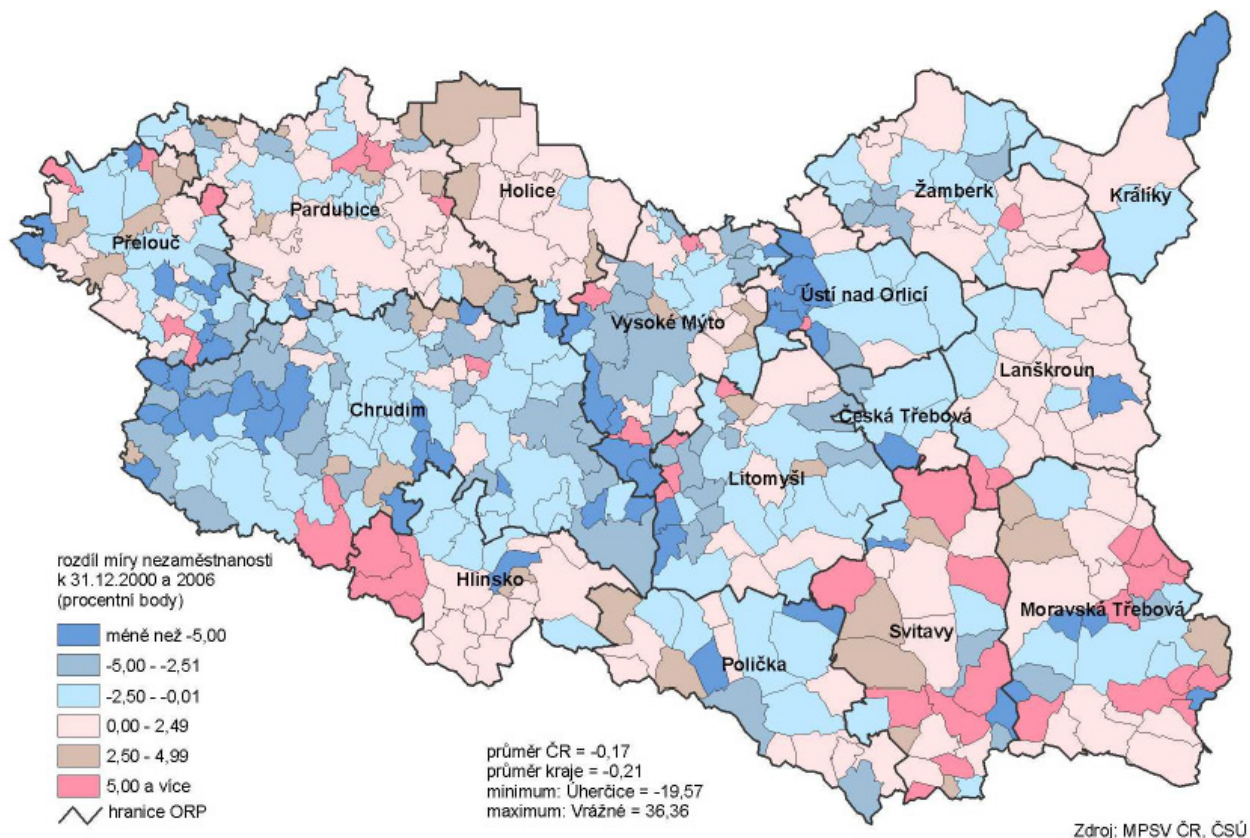 Holice
Žamberk
Králíky
Pardubice
Přelouč
Ústí nad Orlicí
Vysoké Mýto
Lanškroun
Chrudim
Česká Třebová
Litomyšl
Hlinsko
Moravská Třebová
Svitavy
Polička
rozdíl míry nezaměstnanosti
k 31.12.2000 a 2006
(procentní body)
méně než -5,00
-5,00 - -2,51
-2,50 - -0,01
0,00 - 2,49
2,50 - 4,99
5,00 a více
hranice ORP
průměr ČR = -0,17
průměr kraje = -0,21
minimum: Úherčice = -19,57
maximum: Vrážné = 36,36
Zdroj: MPSV ČR, ČSÚ